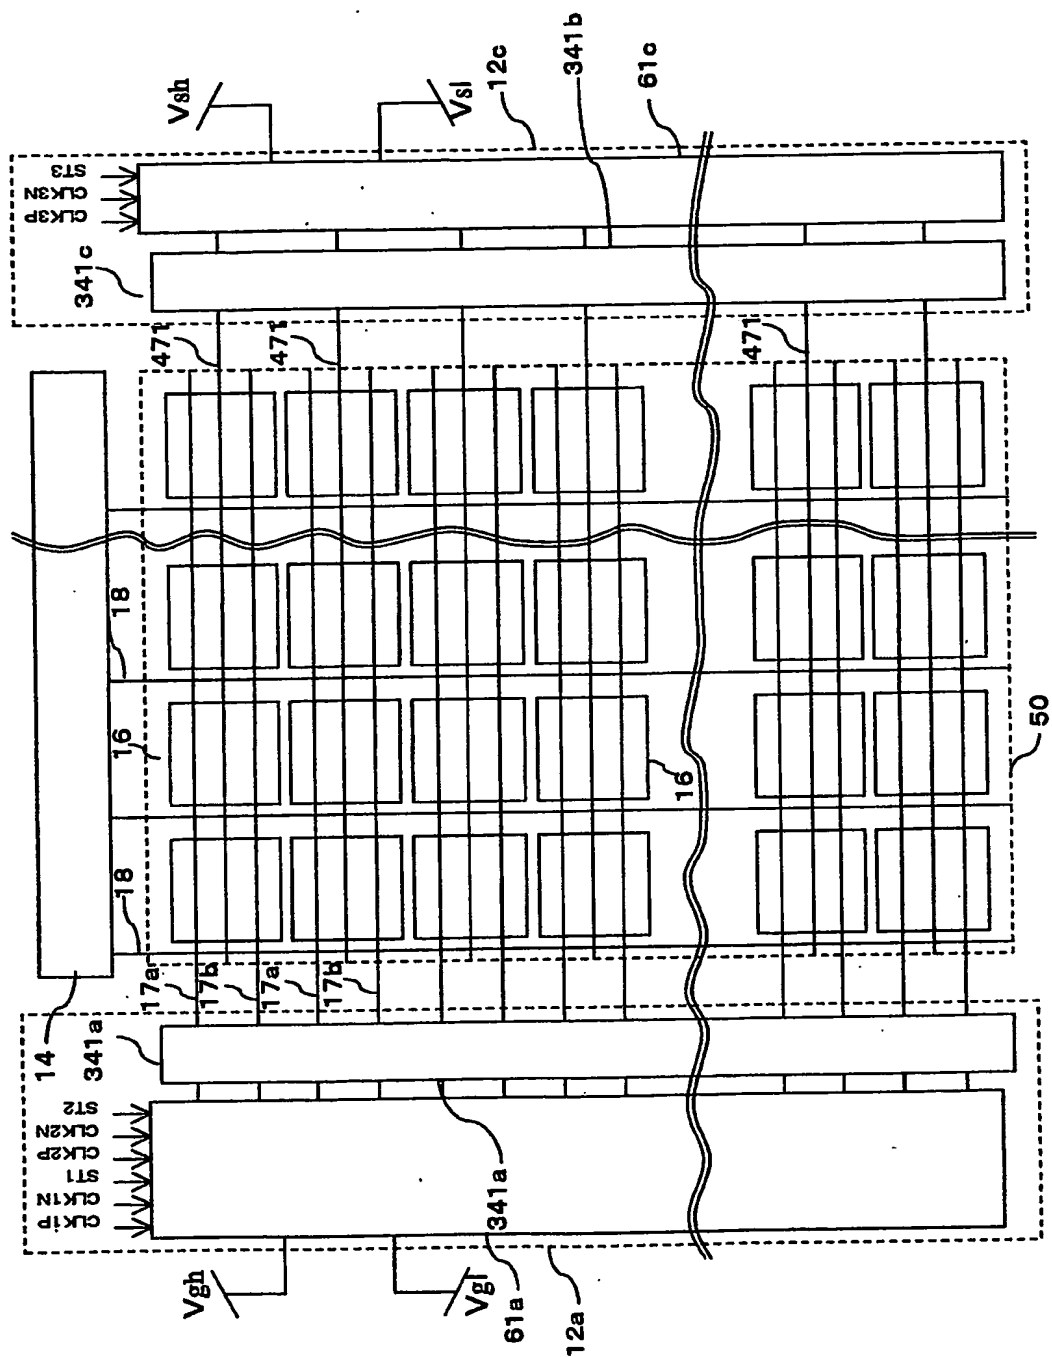 Vsh
Vsl
12c
341b
61c
ST3
CLK3N
CLK3P
341c
471
471
471
18
16
16
18
50
17a
17b
17a
17b
14
341a
ST2
CLK2N
CLK2P
ST1
CLK1N
CLK1P
341a
Vgh
Vgl
61a
12a